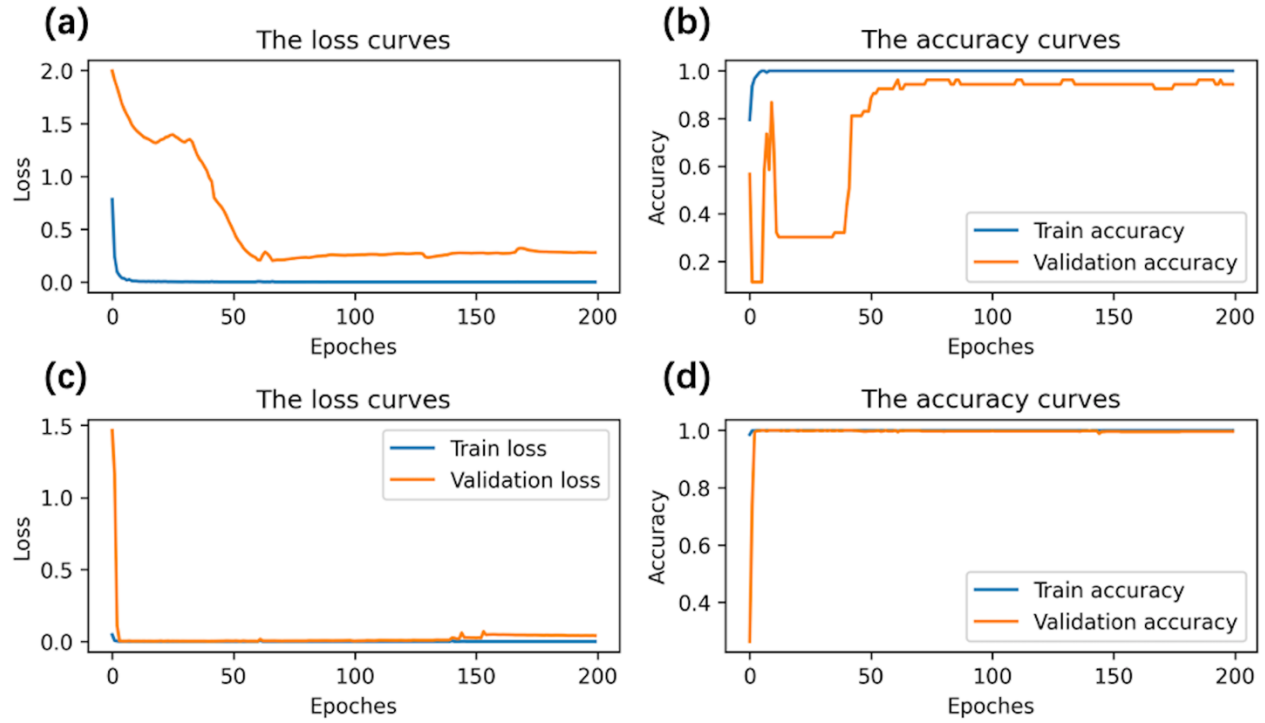 (a)
The loss curves
2.0
1.5
1.0
0.5
0.0
Loss
0 50 100 150 200
Epoches
(b)
The accuracy curves
1.0
0.8
0.6
0.4
0.2
Accuracy
Train accuracy
Validation accuracy
0 50 100 150 200
Epoches
(c)
The loss curves
1.5
1.0
0.5
0.0
Loss
Train loss
Validation loss
0 50 100 150 200
Epoches
(d)
The accuracy curves
1.0
0.8
0.6
0.4
Accuracy
Train accuracy
Validation accuracy
0 50 100 150 200
Epoches